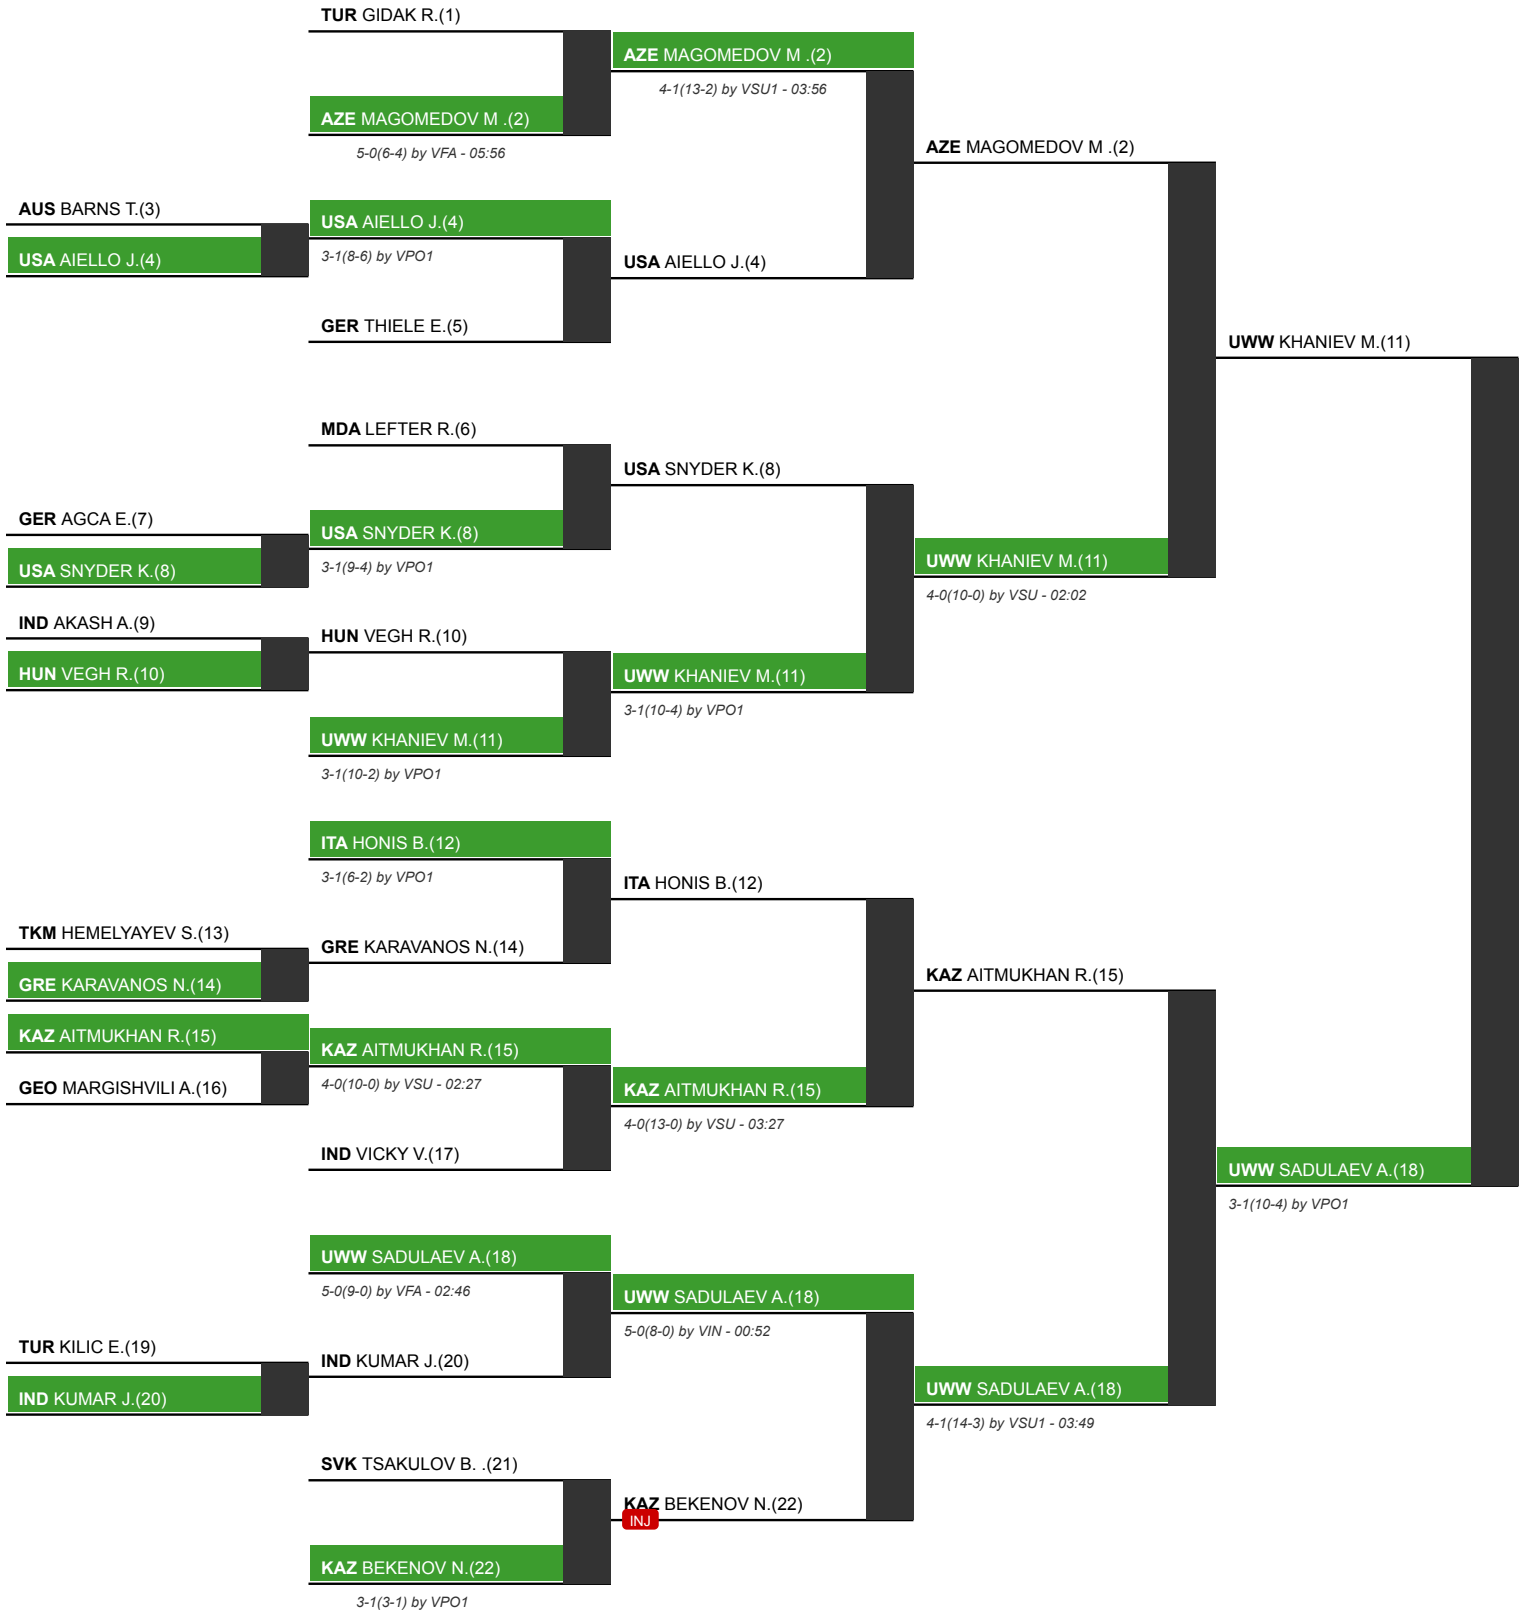 TUR GIDAK R.(1)
AZE MAGOMEDOV M .(2)
5-0(6-4) by VFA - 05:56
AUS BARNS T.(3)
USA AIELLO J.(4)
USA AIELLO J.(4)
3-1(8-6) by VPO1
GER THIELE E.(5)
MDA LEFTER R.(6)
GER AGCA E.(7)
USA SNYDER K.(8)
USA SNYDER K.(8)
3-1(9-4) by VPO1
IND AKASH A.(9)
HUN VEGH R.(10)
HUN VEGH R.(10)
UWW KHANIEV M.(11)
3-1(10-2) by VPO1
ITA HONIS B.(12)
3-1(6-2) by VPO1
TKM HEMELYAYEV S.(13)
GRE KARAVANOS N.(14)
GRE KARAVANOS N.(14)
KAZ AITMUKHAN R.(15)
GEO MARGISHVILI A.(16)
KAZ AITMUKHAN R.(15)
4-0(10-0) by VSU - 02:27
IND VICKY V.(17)
UWW SADULAEV A.(18)
5-0(9-0) by VFA - 02:46
TUR KILIC E.(19)
IND KUMAR J.(20)
IND KUMAR J.(20)
SVK TSAKULOV B. .(21)
KAZ BEKENOV N.(22)
3-1(3-1) by VPO1
AZE MAGOMEDOV M .(2)
4-1(13-2) by VSU1 - 03:56
USA AIELLO J.(4)
USA SNYDER K.(8)
UWW KHANIEV M.(11)
3-1(10-4) by VPO1
ITA HONIS B.(12)
KAZ AITMUKHAN R.(15)
4-0(13-0) by VSU - 03:27
UWW SADULAEV A.(18)
5-0(8-0) by VIN - 00:52
KAZ BEKENOV N.(22)
INJ
AZE MAGOMEDOV M .(2)
UWW KHANIEV M.(11)
4-0(10-0) by VSU - 02:02
KAZ AITMUKHAN R.(15)
UWW SADULAEV A.(18)
4-1(14-3) by VSU1 - 03:49
UWW KHANIEV M.(11)
UWW SADULAEV A.(18)
3-1(10-4) by VPO1